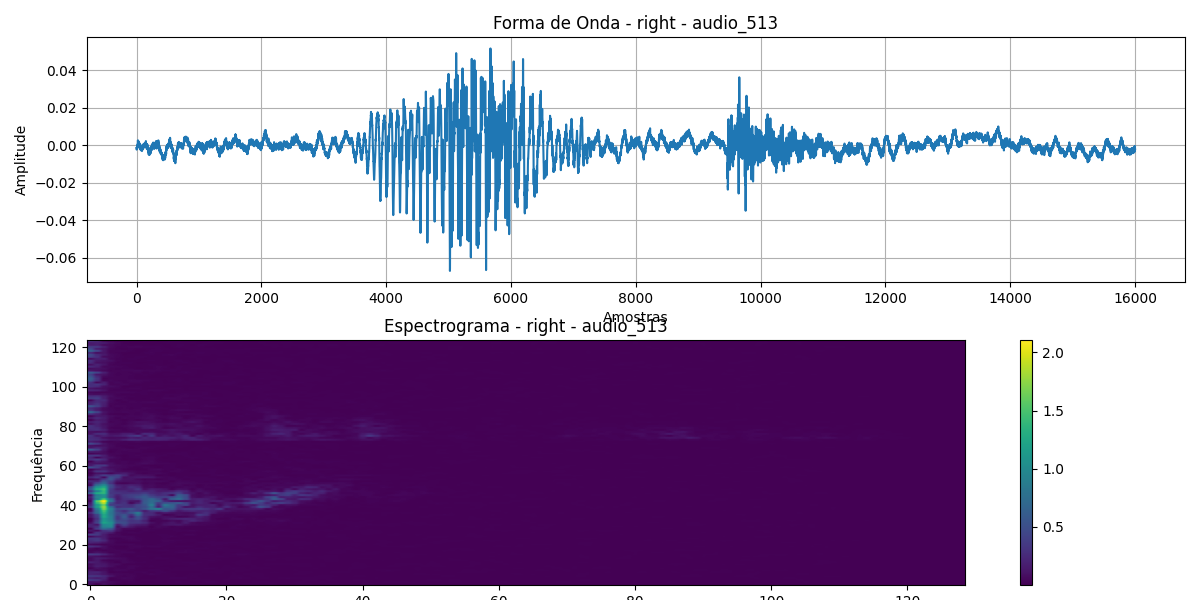 Forma de Onda - right - audio_513
0.04
0.02
0.00
−0.02
−0.04
−0.06
Amplitude
0 2000 4000 6000 8000 10000 12000 14000 16000
Amostras
Espectrograma - right - audio_513
120
100
80
60
40
20
0
Frequência
2.0
1.5
1.0
0.5
0 20 40 60 80 100 120